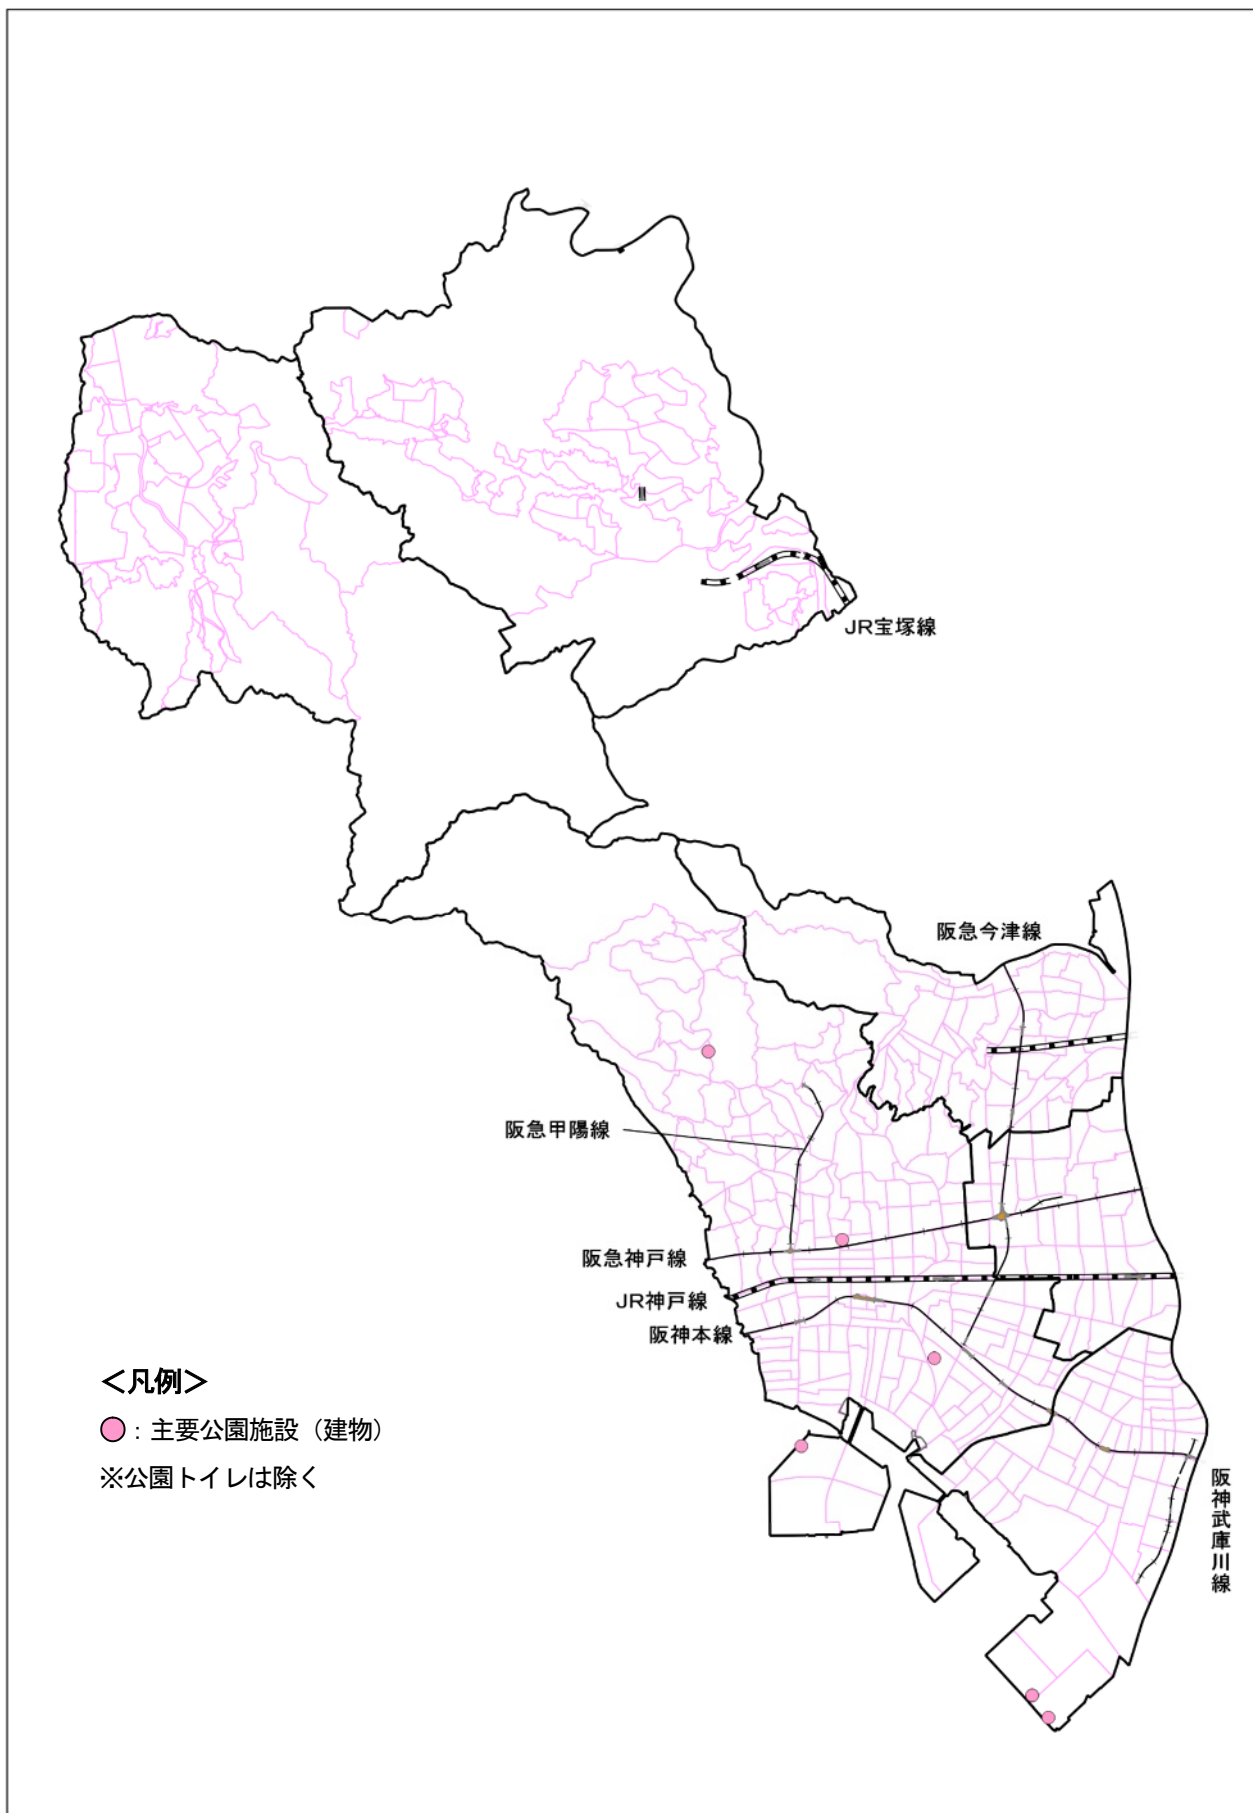 JR宝塚線
阪急今津線
阪急甲陽線
阪急神戸線
JR神戸線
阪神本線
＜凡例＞
：主要公園施設（建物）
※公園トイレは除く
阪神武庫川線